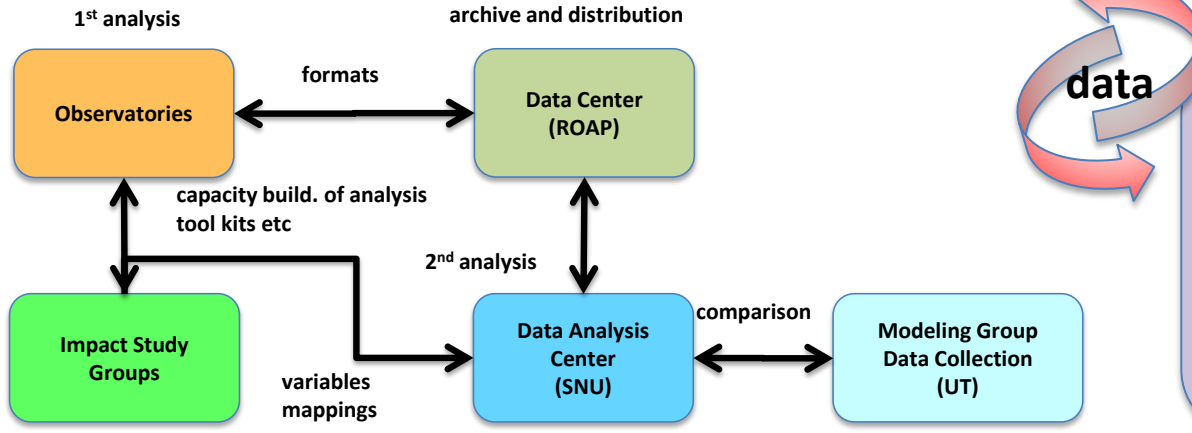 1st analysis
archive and distribution
formats
Observatories
Data Center
(ROAP)
data
capacity build. of analysis
tool kits etc
2nd analysis
Impact Study
Groups
variables
mappings
Data Analysis
Center
(SNU)
comparison
Modeling Group
Data Collection
(UT)